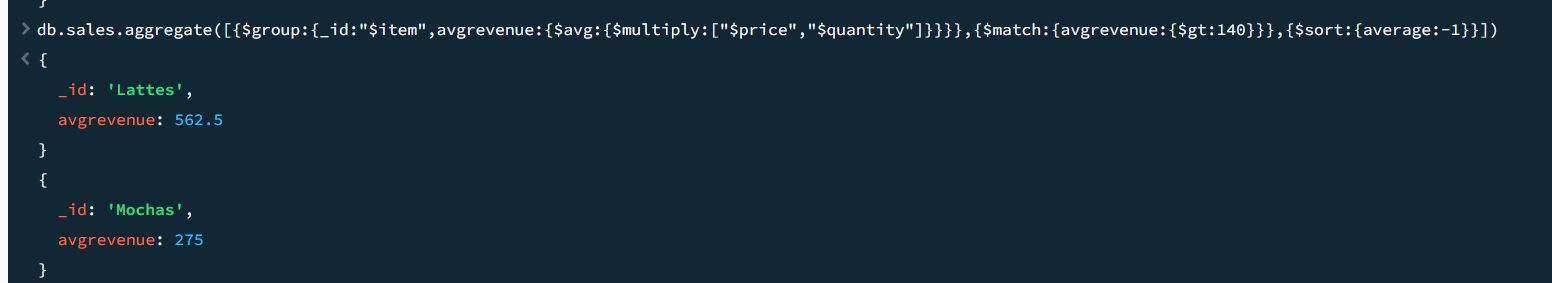 }
> db.sales.aggregate([{$group:{_id:"$item",avgrevenue:{$avg:{$multiply:["$price","$quantity"]}}}},{$match:{avgrevenue:{$gt:140}}},{$sort:{average:-1}}])
< {
_id: 'Lattes',
avgrevenue: 562.5
}
{
_id: 'Mochas',
avgrevenue: 275
}